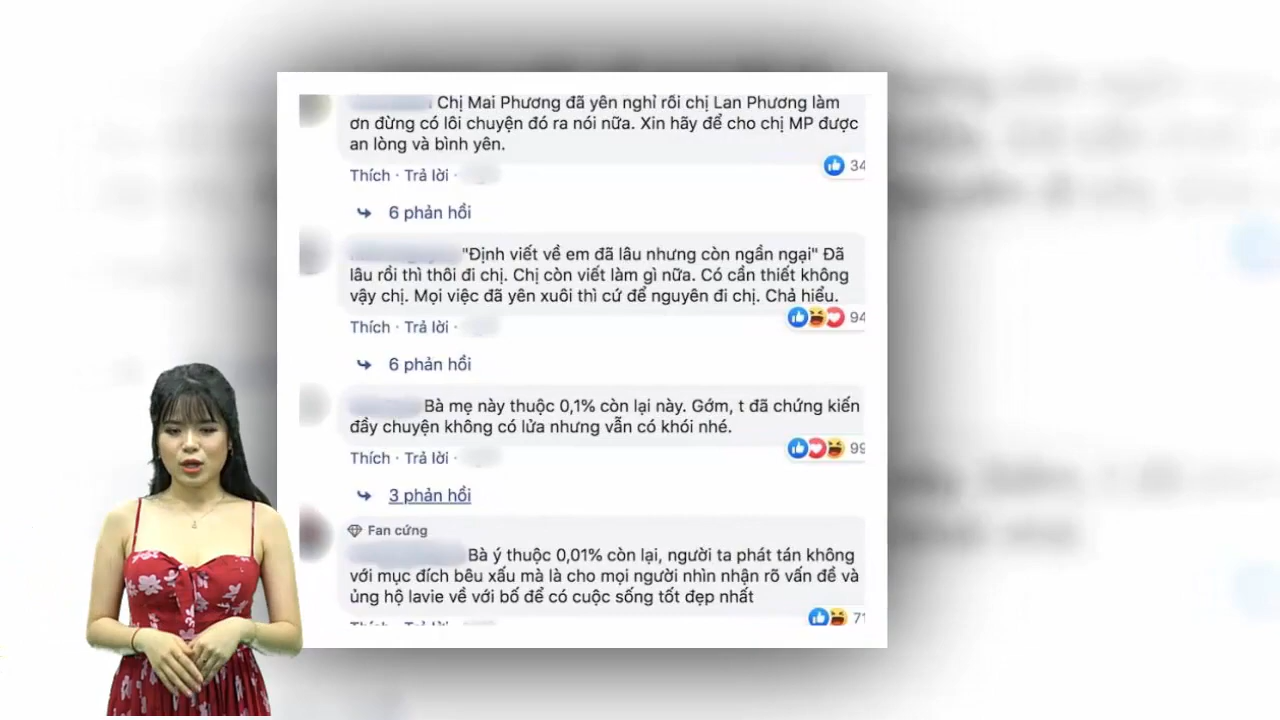 Chị Mai Phương đã yên nghỉ rồi chị Lan Phương làm
ơn đừng có lôi chuyện đó ra nói nữa. Xin hãy để cho chị MP được
an lòng và bình yên.
Thích · Trả lời ·
34
6 phản hồi
"Định viết về em đã lâu nhưng còn ngần ngại" Đã
lâu rồi thì thôi đi chị. Chị còn viết làm gì nữa. Có cần thiết không
vậy chị. Mọi việc đã yên xuôi thì cứ để nguyên đi chị. Chả hiểu.
Thích · Trả lời ·
94
6 phản hồi
Bà mẹ này thuộc 0,1% còn lại này. Gớm, t đã chứng kiến
đầy chuyện không có lửa nhưng vẫn có khói nhé.
Thích · Trả lời ·
99
3 phản hồi
Fan cứng
Bà ý thuộc 0,01% còn lại, người ta phát tán không
với mục đích bêu xấu mà là cho mọi người nhìn nhận rõ vấn đề và
ủng hộ lavie về với bố để có cuộc sống tốt đẹp nhất
71